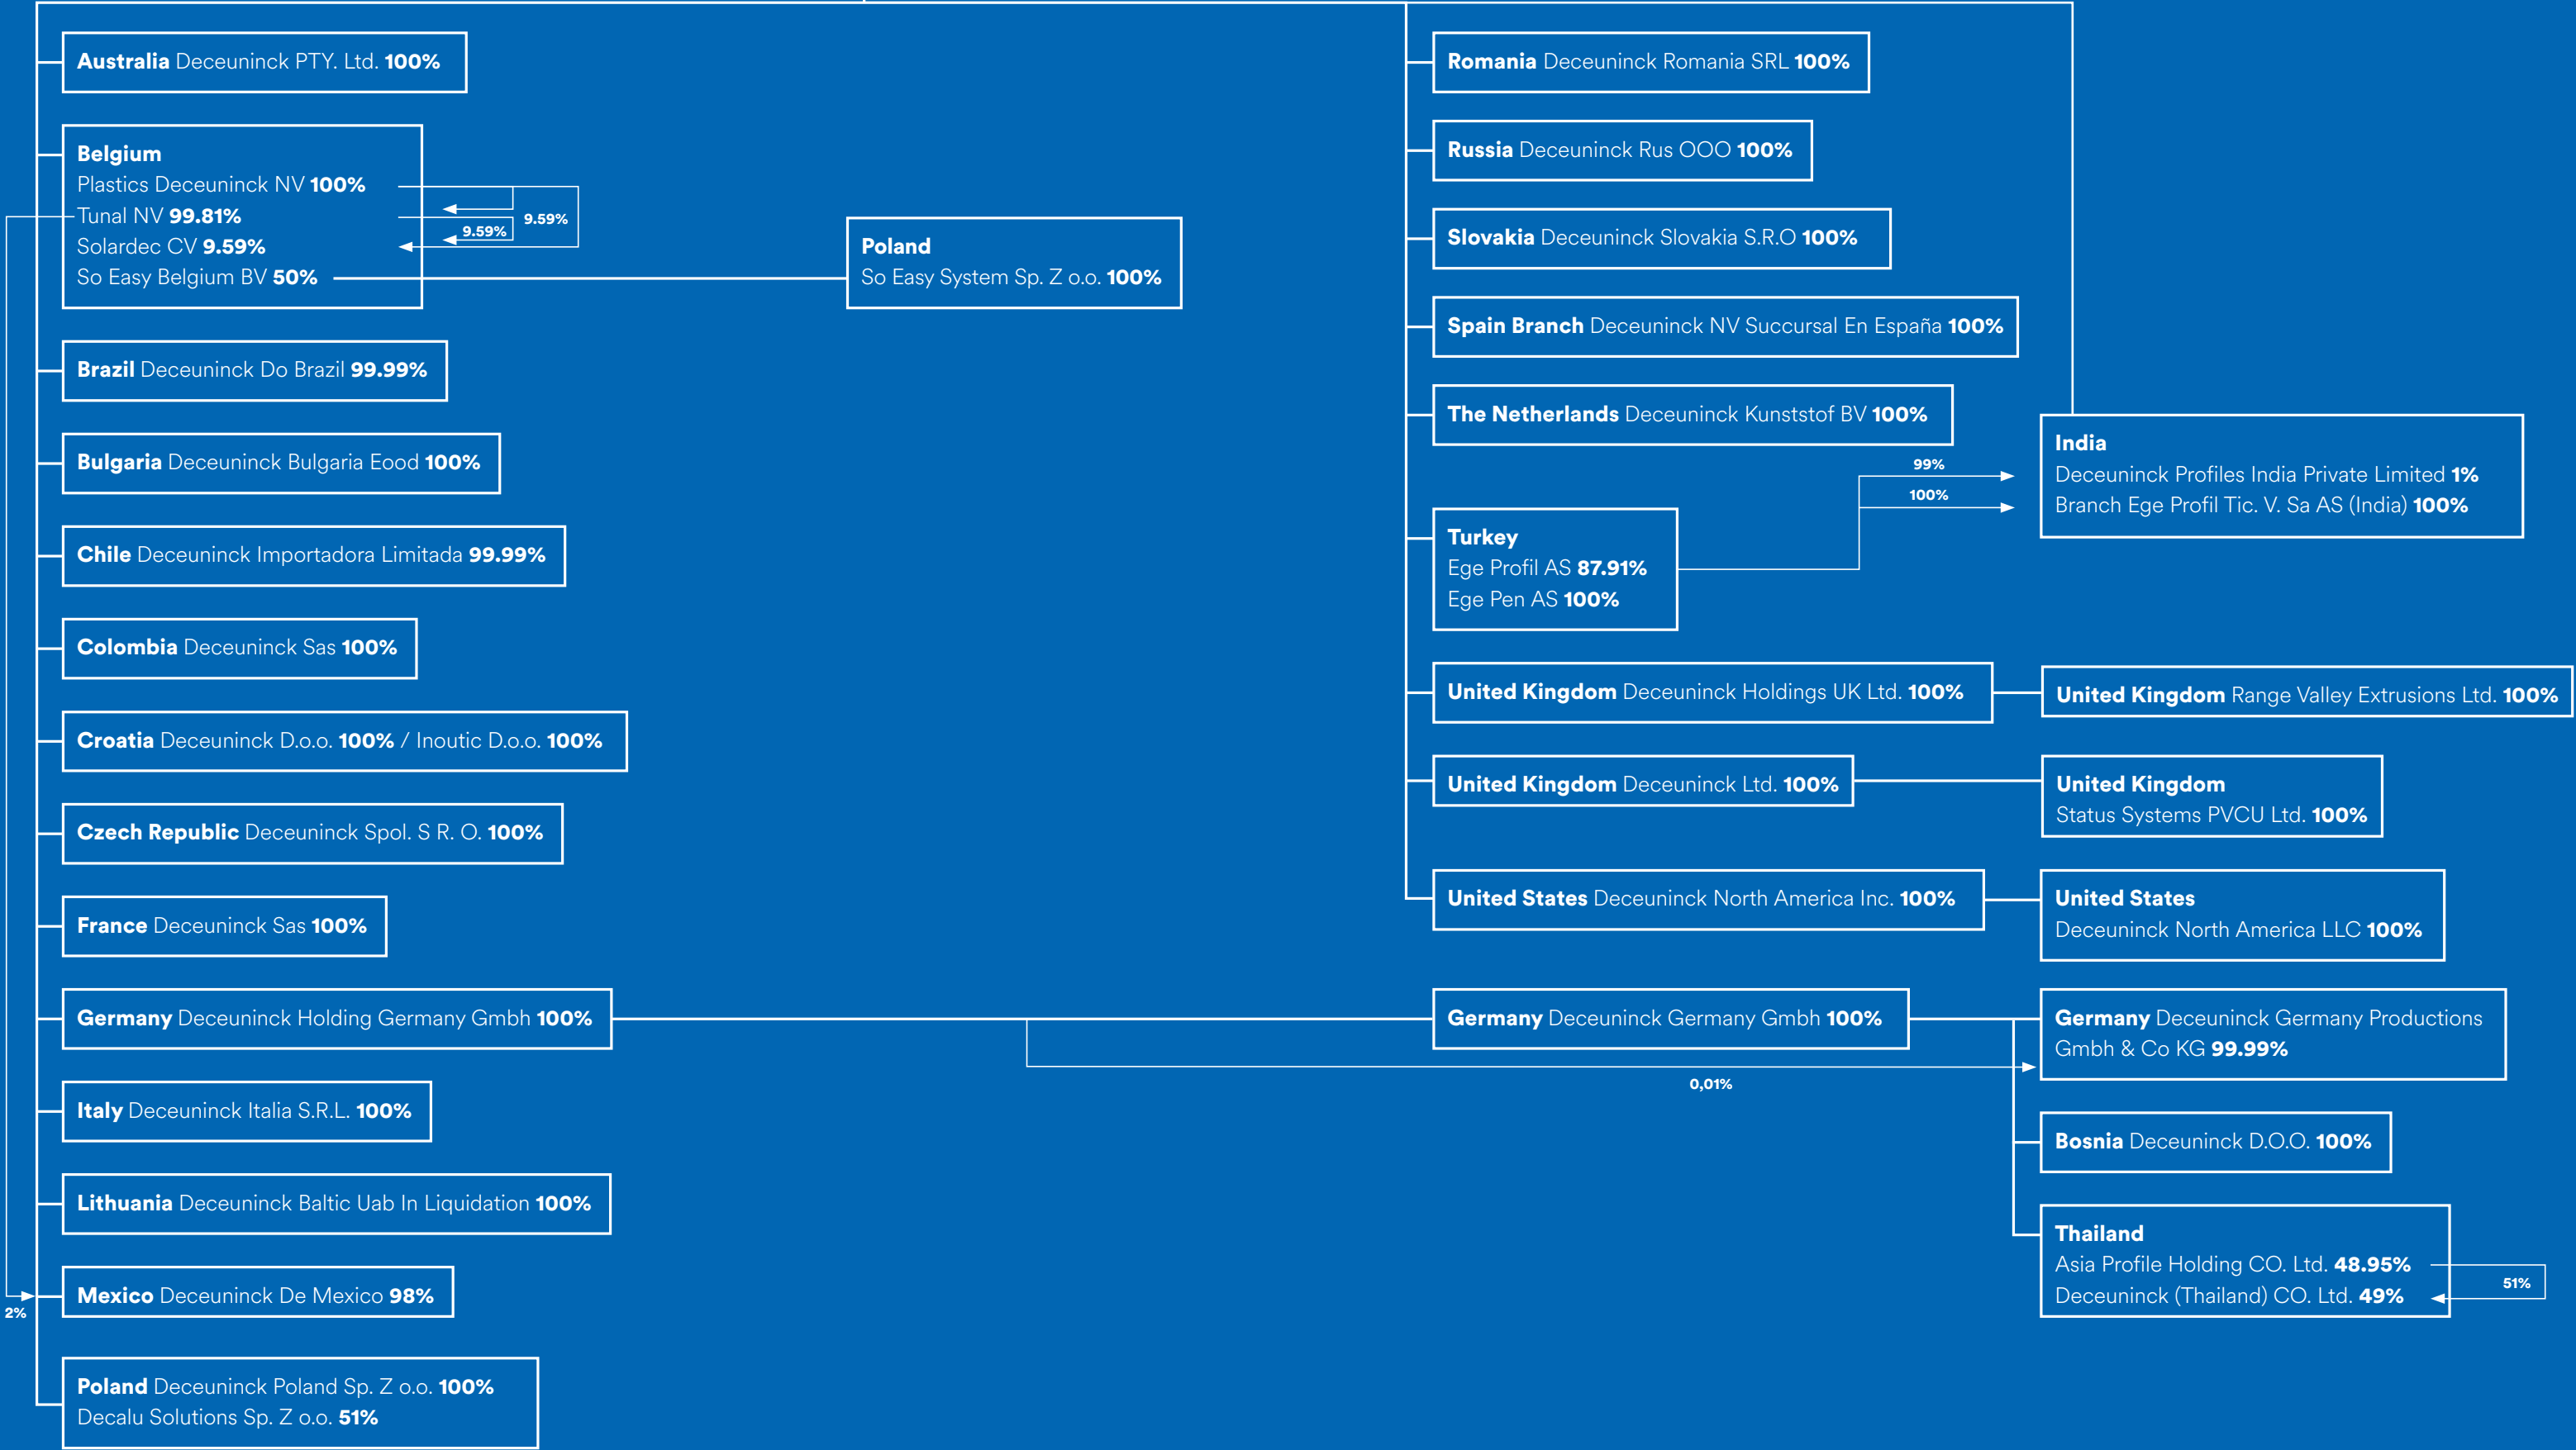 Australia Deceuninck PTY. Ltd. 100%
Belgium
Plastics Deceuninck NV 100%
Tunal NV 99.81%
Solardec CV 9.59%
So Easy Belgium BV 50%
9.59%
9.59%
Poland
So Easy System Sp. Z o.o. 100%
Brazil Deceuninck Do Brazil 99.99%
Bulgaria Deceuninck Bulgaria Eood 100%
Chile Deceuninck Importadora Limitada 99.99%
Colombia Deceuninck Sas 100%
Croatia Deceuninck D.o.o. 100% / Inoutic D.o.o. 100%
Czech Republic Deceuninck Spol. S R. O. 100%
France Deceuninck Sas 100%
Germany Deceuninck Holding Germany Gmbh 100%
Italy Deceuninck Italia S.R.L. 100%
Lithuania Deceuninck Baltic Uab In Liquidation 100%
Mexico Deceuninck De Mexico 98%
2%
Poland Deceuninck Poland Sp. Z o.o. 100%
Decalu Solutions Sp. Z o.o. 51%
Romania Deceuninck Romania SRL 100%
Russia Deceuninck Rus OOO 100%
Slovakia Deceuninck Slovakia S.R.O 100%
Spain Branch Deceuninck NV Succursal En España 100%
The Netherlands Deceuninck Kunststof BV 100%
Turkey
Ege Profil AS 87.91%
Ege Pen AS 100%
99%
100%
India
Deceuninck Profiles India Private Limited 1%
Branch Ege Profil Tic. V. Sa AS (India) 100%
United Kingdom Deceuninck Holdings UK Ltd. 100%
United Kingdom Range Valley Extrusions Ltd. 100%
United Kingdom Deceuninck Ltd. 100%
United Kingdom
Status Systems PVCU Ltd. 100%
United States Deceuninck North America Inc. 100%
United States
Deceuninck North America LLC 100%
Germany Deceuninck Germany Gmbh 100%
0,01%
Germany Deceuninck Germany Productions
Gmbh & Co KG 99.99%
Bosnia Deceuninck D.O.O. 100%
Thailand
Asia Profile Holding CO. Ltd. 48.95%
Deceuninck (Thailand) CO. Ltd. 49%
51%